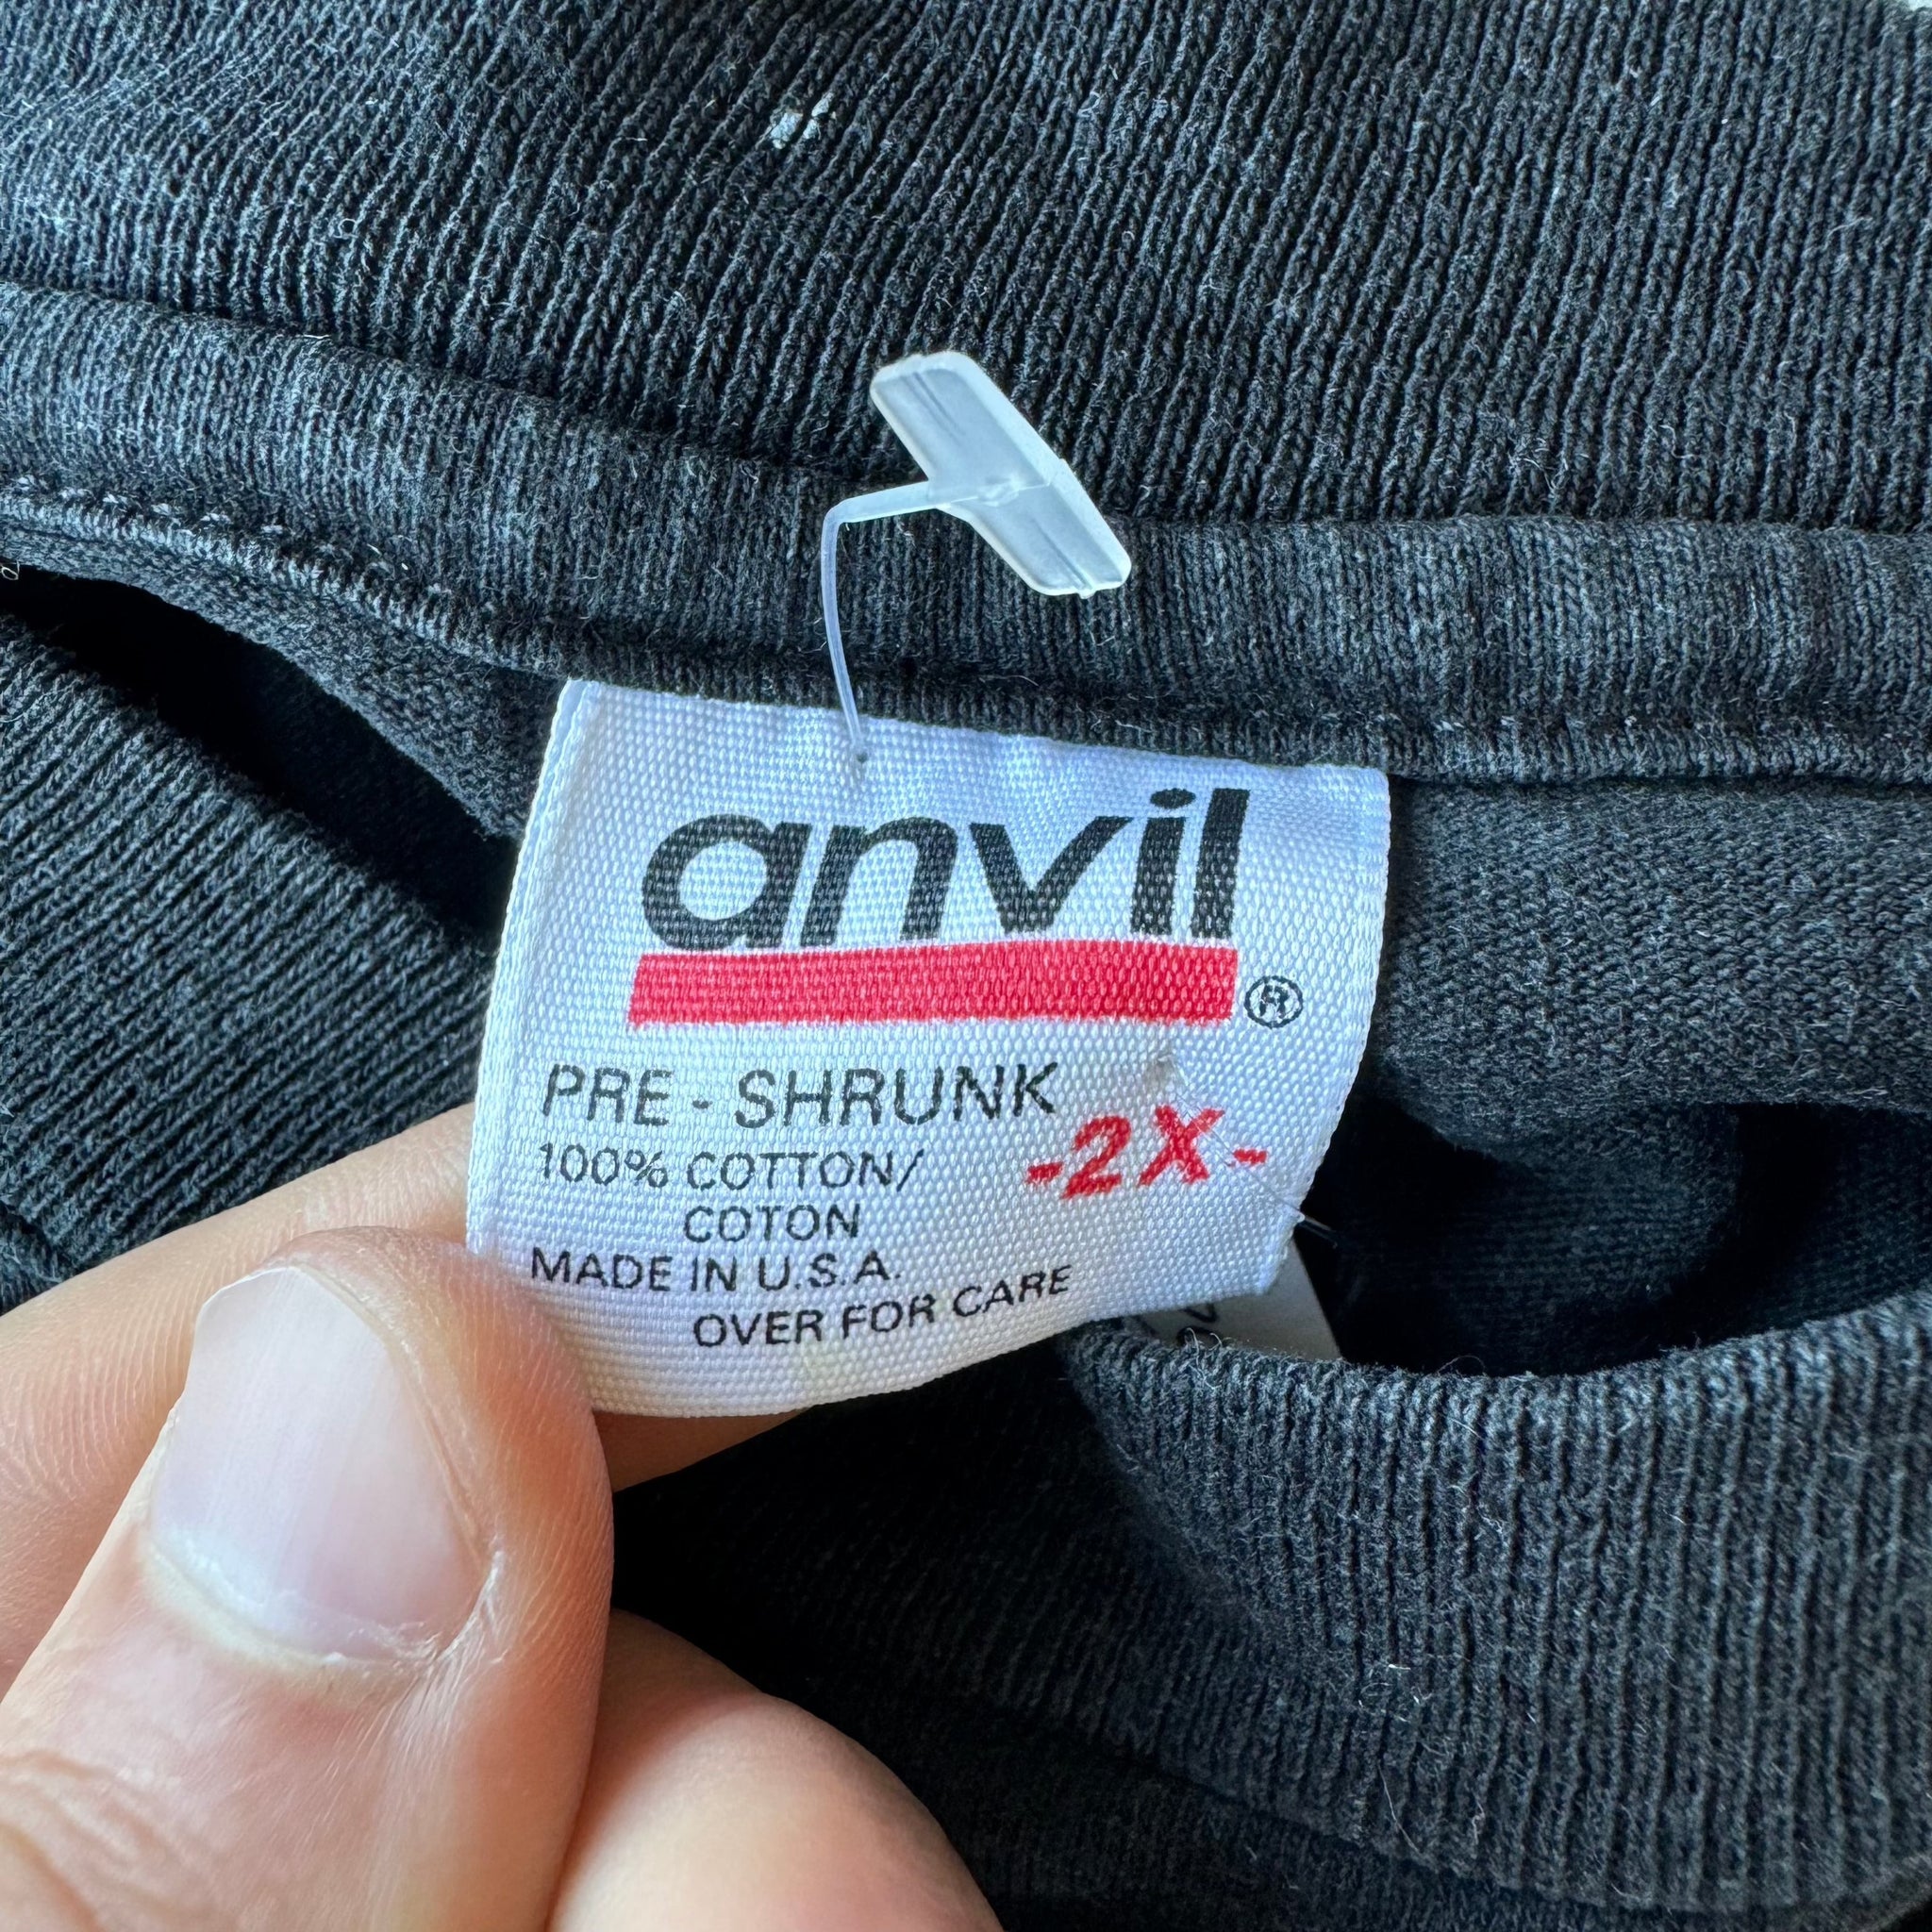 anvil
®
PRE - SHRUNK
-2X-
100% COTTON/
COTON
MADE IN U.S.A.
OVER FOR CARE